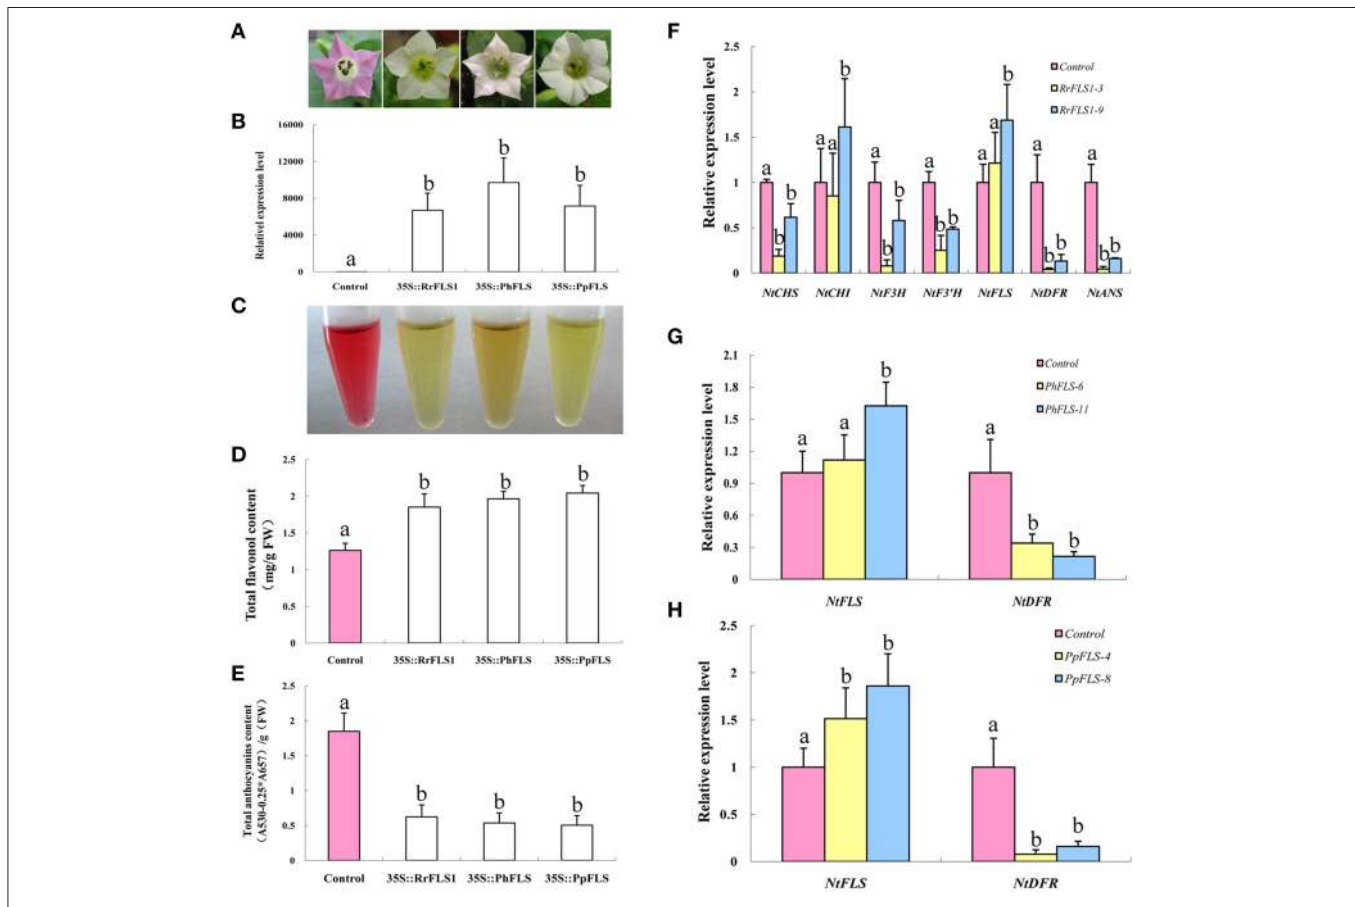 A
B
Relativel expression level
16000
12000
8000
4000
0
a
b
b
b
Control
35S::RrFLS1
35S::PhFLS
35S::PpFLS
C
D
Total flavonol content
(mg/g FW)
2.5
2
1.5
1
0.5
0
a
b
b
b
Control
35S::RrFLS1
35S::PhFLS
35S::PpFLS
E
Total anthocyanins content
(A530-0.25*A657) /g (FW)
2.5
2
1.5
1
0.5
0
a
b
b
b
Control
35S::RrFLS1
35S::PhFLS
35S::PpFLS
F
Relative expression level
2.5
2
1.5
1
0.5
0
a
b
b
a
a
b
a
b
b
a
b
b
a
a
b
a
b
b
a
b
b
Control
RrFLS1-3
RrFLS1-9
NtCHS
NtCHI
NtF3H
NtF3'H
NtFLS
NtDFR
NtANS
G
Relative expression level
2.1
1.8
1.5
1.2
0.9
0.6
0.3
0
a
a
b
a
b
b
Control
PhFLS-6
PhFLS-11
NtFLS
NtDFR
H
Relative expression level
2.5
2
1.5
1
0.5
0
a
b
b
a
b
b
Control
PpFLS-4
PpFLS-8
NtFLS
NtDFR